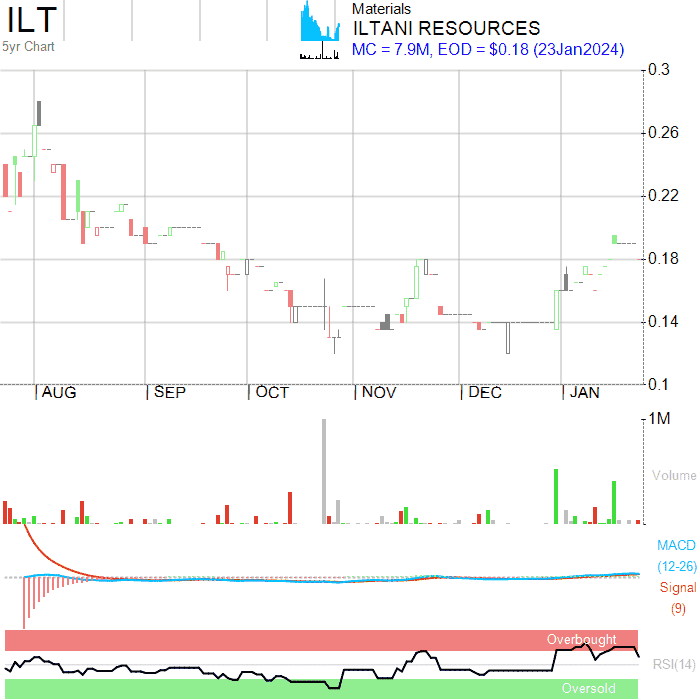 ILT
5yr Chart
Materials
ILTANI RESOURCES
MC = 7.9M, EOD = $0.18 (23Jan2024)
0.3
0.26
0.22
0.18
0.14
0.1
AUG SEP OCT NOV DEC JAN
1M
Volume
MACD
(12-26)
Signal
(9)
Overbought
RSI(14)
Oversold